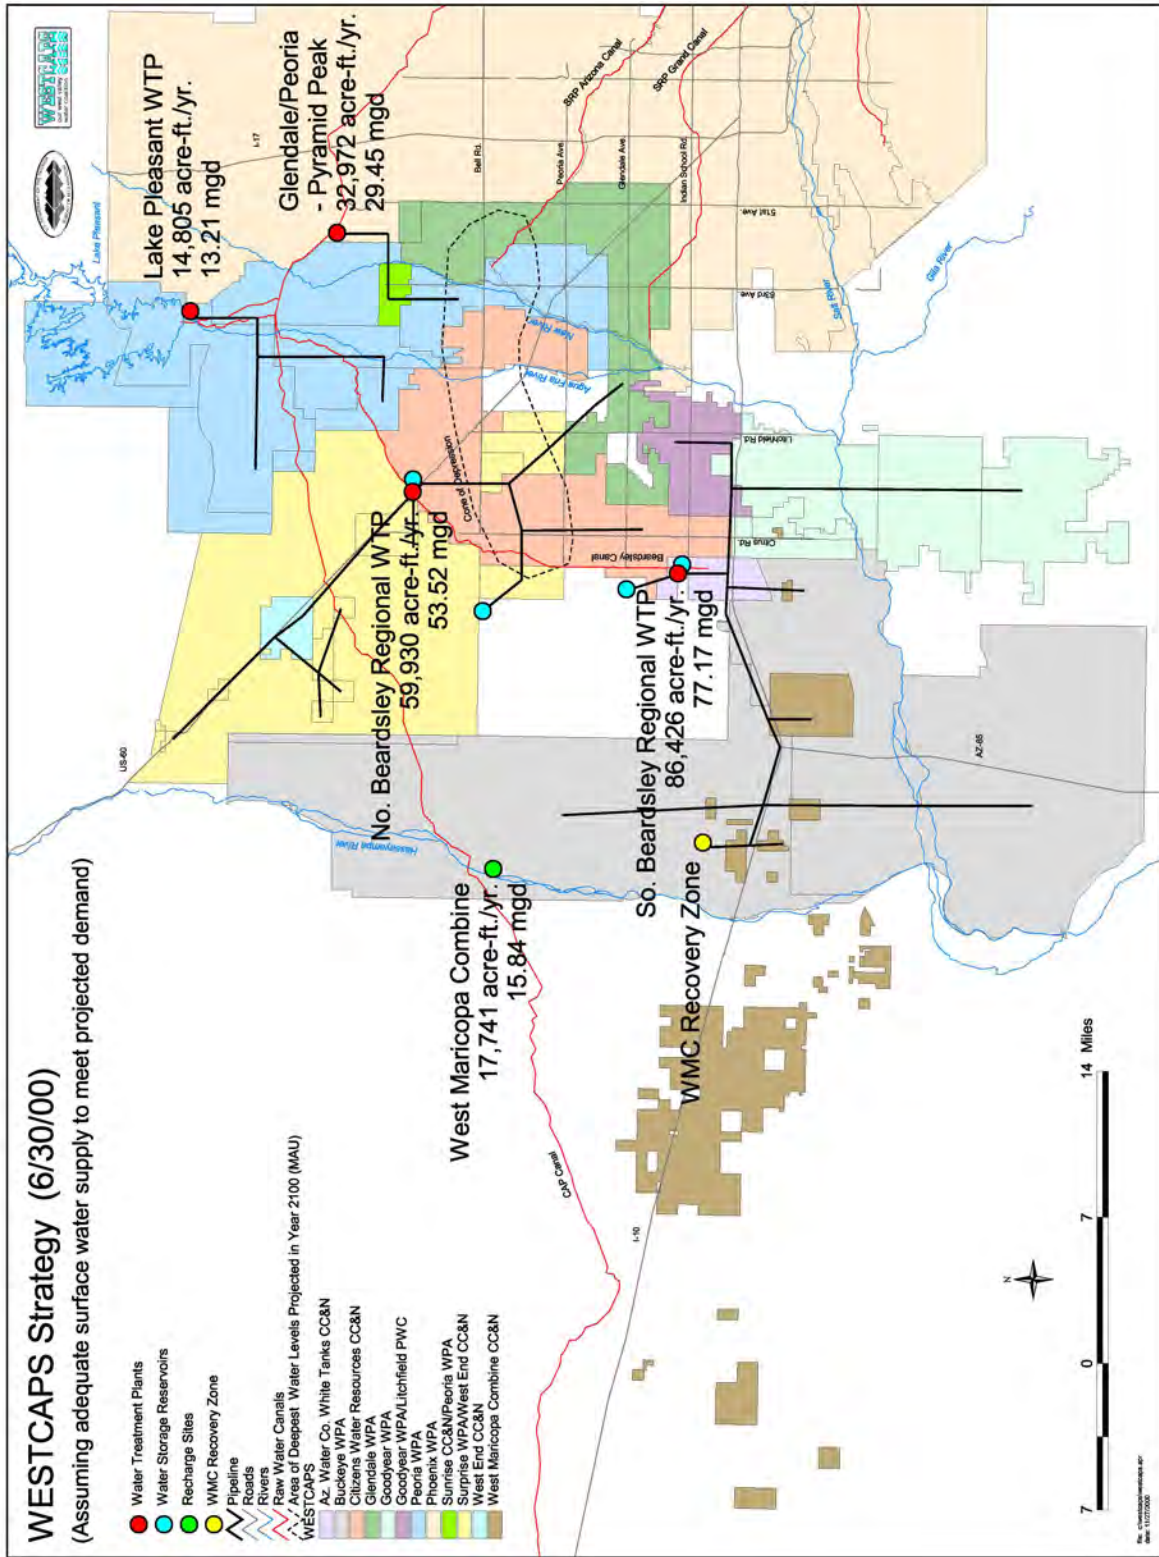 WESTCAPS Strategy (6/30/00)
(Assuming adequate surface water supply to meet projected demand)
Water Treatment Plants
Water Storage Reservoirs
Recharge Sites
WMC Recovery Zone
Pipeline
Roads
Rivers
Raw Water Canals
Area of Deepest Water Levels Projected in Year 2100 (MAU)
WESTCAPS
Az. Water Co. White Tanks CC&N
Buckeye WPA
Citizens Water Resources CC&N
Glendale WPA
Goodyear WPA
Goodyear WPA/Litchfield PWC
Peoria WPA
Phoenix WPA
Sunrise CC&N/Peoria WPA
Surprise WPA/West End CC&N
West End CC&N
West Maricopa Combine CC&N
WESTCAPS
our west valley
water coalition
Lake Pleasant
Lake Pleasant WTP
14,805 acre-ft./yr.
13.21 mgd
I-17
Glendale/Peoria
- Pyramid Peak
32,972 acre-ft./yr.
29.45 mgd
US-60
No. Beardsley Regional WTP
59,930 acre-ft./yr.
53.52 mgd
Hassayampa River
Cone of Depression
Agua Fria River
New River
Bell Rd.
Peoria Ave.
Glendale Ave.
Indian School Rd.
SRP Arizona Canal
SRP Grand Canal
51st Ave.
83rd Ave.
West Maricopa Combine
17,741 acre-ft./yr.
15.84 mgd
CAP Canal
Beardsley Canal
Citrus Rd.
Litchfield Rd.
So. Beardsley Regional WTP
86,426 acre-ft./yr.
77.17 mgd
WMC Recovery Zone
I-10
AZ-85
Salt River
Gila River
N
7
0
7
14 Miles